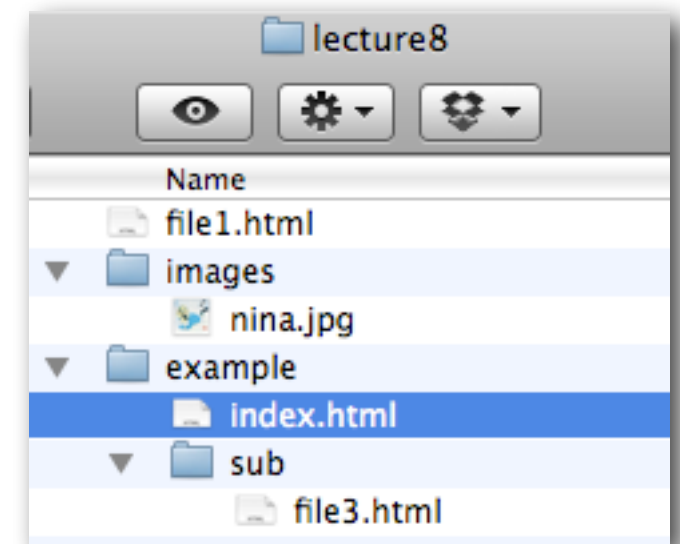 lecture8
Name
file1.html
images
nina.jpg
example
index.html
sub
file3.html